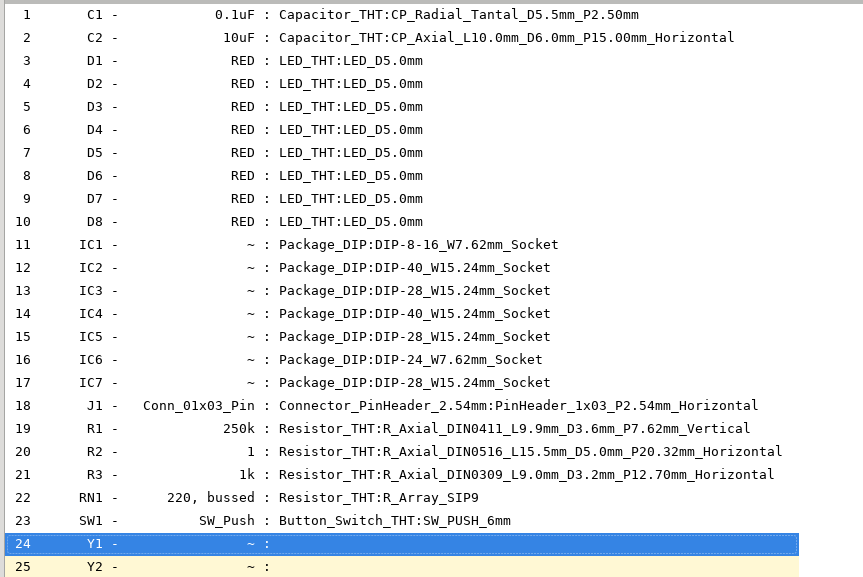 1 C1 - 0.1uF : Capacitor_THT:CP_Radial_Tantal_D5.5mm_P2.50mm
2 C2 - 10uF : Capacitor_THT:CP_Axial_L10.0mm_D6.0mm_P15.00mm_Horizontal
3 D1 - RED : LED_THT:LED_D5.0mm
4 D2 - RED : LED_THT:LED_D5.0mm
5 D3 - RED : LED_THT:LED_D5.0mm
6 D4 - RED : LED_THT:LED_D5.0mm
7 D5 - RED : LED_THT:LED_D5.0mm
8 D6 - RED : LED_THT:LED_D5.0mm
9 D7 - RED : LED_THT:LED_D5.0mm
10 D8 - RED : LED_THT:LED_D5.0mm
11 IC1 - ~ : Package_DIP:DIP-8-16_W7.62mm_Socket
12 IC2 - ~ : Package_DIP:DIP-40_W15.24mm_Socket
13 IC3 - ~ : Package_DIP:DIP-28_W15.24mm_Socket
14 IC4 - ~ : Package_DIP:DIP-40_W15.24mm_Socket
15 IC5 - ~ : Package_DIP:DIP-28_W15.24mm_Socket
16 IC6 - ~ : Package_DIP:DIP-24_W7.62mm_Socket
17 IC7 - ~ : Package_DIP:DIP-28_W15.24mm_Socket
18 J1 - Conn_01x03_Pin : Connector_PinHeader_2.54mm:PinHeader_1x03_P2.54mm_Horizontal
19 R1 - 250k : Resistor_THT:R_Axial_DIN0411_L9.9mm_D3.6mm_P7.62mm_Vertical
20 R2 - 1 : Resistor_THT:R_Axial_DIN0516_L15.5mm_D5.0mm_P20.32mm_Horizontal
21 R3 - 1k : Resistor_THT:R_Axial_DIN0309_L9.0mm_D3.2mm_P12.70mm_Horizontal
22 RN1 - 220, bussed : Resistor_THT:R_Array_SIP9
23 SW1 - SW_Push : Button_Switch_THT:SW_PUSH_6mm
24 Y1 - ~ :
25 Y2 - ~ :